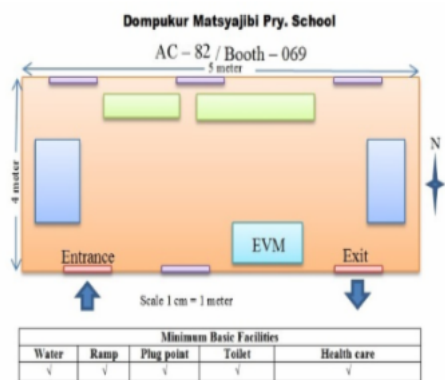 Dompukur Matsyajibi Pry. School
AC – 82 / Booth – 069
5 meter
4 meter
N
EVM
Entrance
Exit
Scale 1 cm = 1 meter
Minimum Basic Facilities
Water Ramp Plug point Toilet Health care
√ √ √ √ √